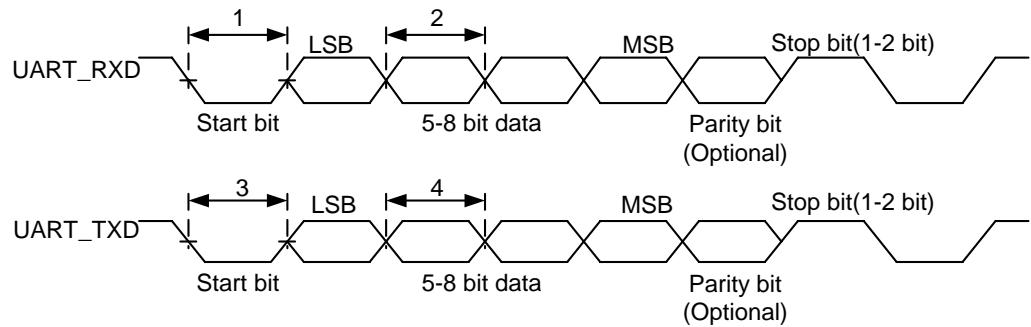 1
2
LSB
MSB
Stop bit(1-2 bit)
UART_RXD
Start bit
5-8 bit data
Parity bit
(Optional)
3
4
LSB
MSB
Stop bit(1-2 bit)
UART_TXD
Start bit
5-8 bit data
Parity bit
(Optional)